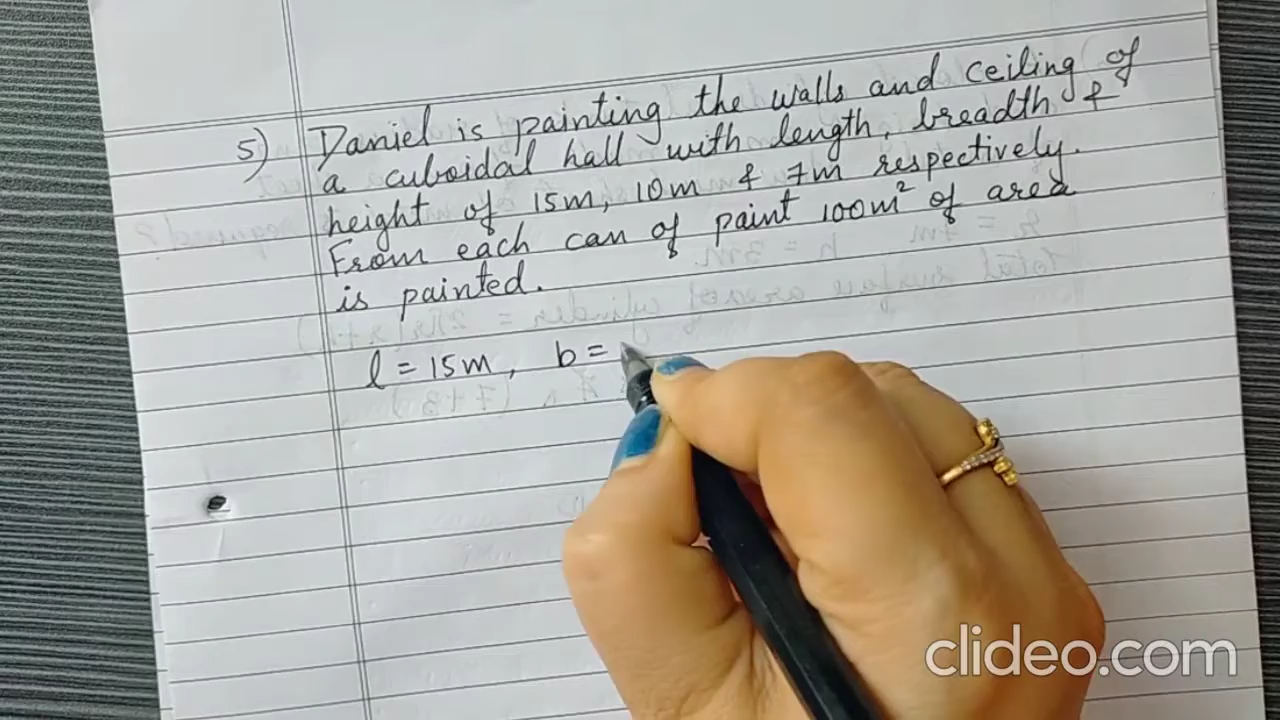 5) Daniel is painting the walls and ceiling of
a cuboidal hall with length, breadth &
height of 15m, 10m & 7m respectively.
From each can of paint 100m² of area
is painted.
l = 15m, b =
clideo.com